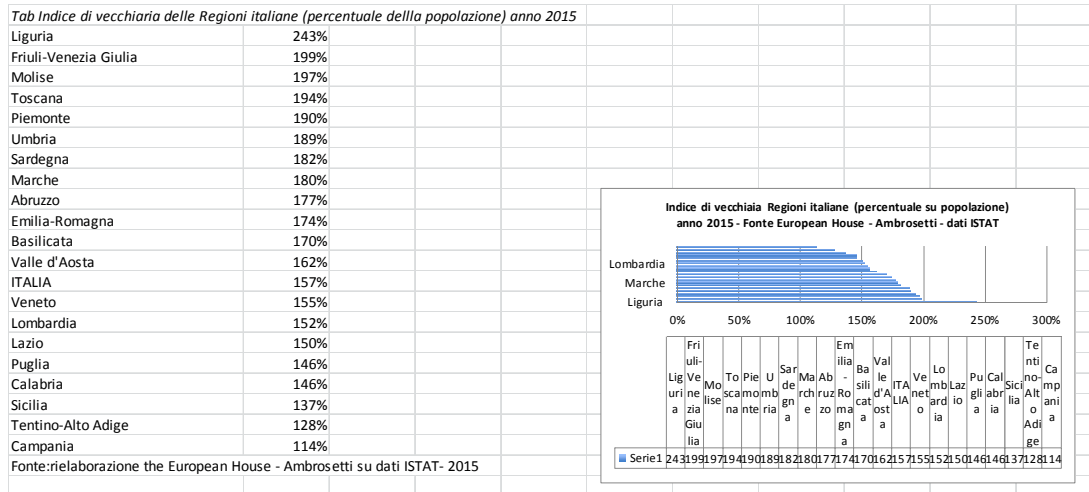 Tab Indice di vecchiaria delle Regioni italiane (percentuale dellla popolazione) anno 2015
Liguria 243%
Friuli-Venezia Giulia 199%
Molise 197%
Toscana 194%
Piemonte 190%
Umbria 189%
Sardegna 182%
Marche 180%
Abruzzo 177%
Emilia-Romagna 174%
Basilicata 170%
Valle d'Aosta 162%
ITALIA 157%
Veneto 155%
Lombardia 152%
Lazio 150%
Puglia 146%
Calabria 146%
Sicilia 137%
Tentino-Alto Adige 128%
Campania 114%
Fonte:rielaborazione the European House - Ambrosetti su dati ISTAT- 2015
Indice di vecchiaia Regioni italiane (percentuale su popolazione)
anno 2015 - Fonte European House - Ambrosetti - dati ISTAT
Lombardia
Marche
Liguria
0% 50% 100% 150% 200% 250% 300%
Liguria Friuli-Venezia Giulia Molise Toscana Piemonte Umbria Sardegna Marche Abruzzo Emilia-Romagna Basilicata Valle d'Aosta ITALIA Veneto Lombardia Lazio Puglia Calabria Sicilia Tentino-Alto Adige Campania
Serie1 243 199 197 194 190 189 182 180 177 174 170 162 157 155 152 150 146 146 137 128 114